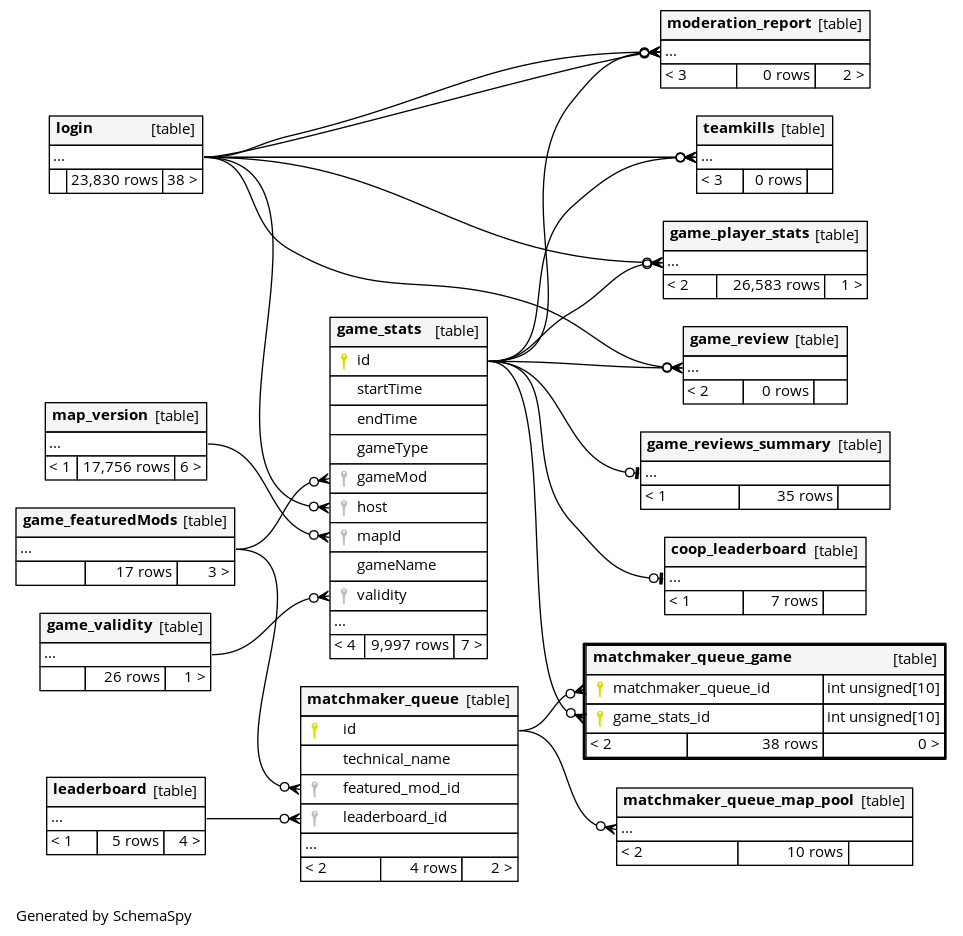 moderation_report [table]
...
< 3 0 rows 2 >
login [table]
...
23,830 rows 38 >
teamkills [table]
...
< 3 0 rows
game_player_stats [table]
...
< 2 26,583 rows 1 >
game_stats [table]
id
startTime
endTime
gameType
gameMod
host
mapId
gameName
validity
...
< 4 9,997 rows 7 >
game_review [table]
...
< 2 0 rows
map_version [table]
...
< 1 17,756 rows 6 >
game_reviews_summary [table]
...
< 1 35 rows
game_featuredMods [table]
...
17 rows 3 >
coop_leaderboard [table]
...
< 1 7 rows
game_validity [table]
...
26 rows 1 >
matchmaker_queue_game [table]
matchmaker_queue_id int unsigned[10]
game_stats_id int unsigned[10]
< 2 38 rows 0 >
matchmaker_queue [table]
id
technical_name
featured_mod_id
leaderboard_id
...
< 2 4 rows 2 >
leaderboard [table]
...
< 1 5 rows 4 >
matchmaker_queue_map_pool [table]
...
< 2 10 rows
Generated by SchemaSpy